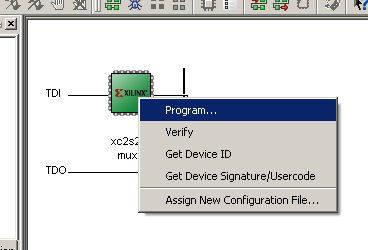 TDI
XILINX
Program...
Verify
xc2s2
mux
Get Device ID
TDO
Get Device Signature/Usercode
Assign New Configuration File...